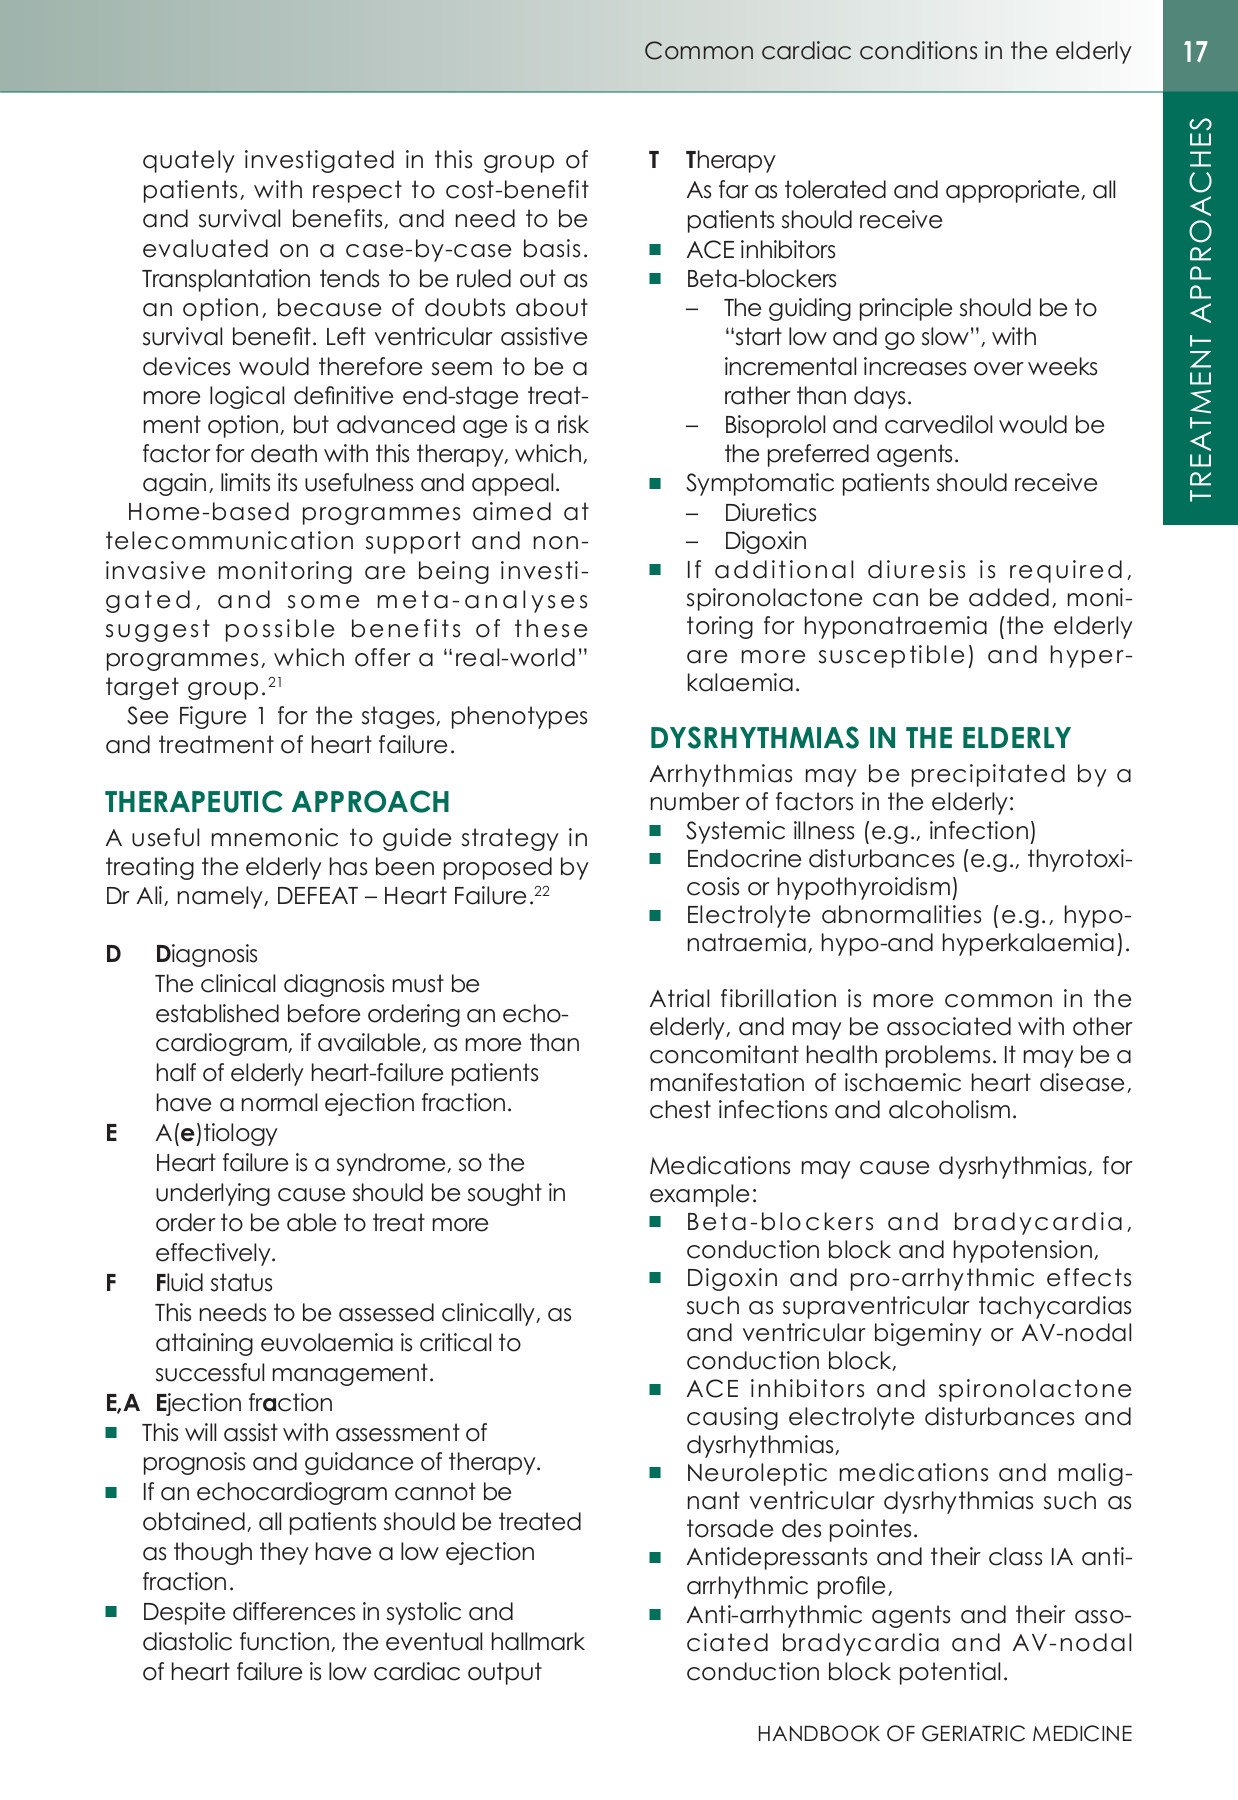 Common cardiac conditions in the elderly
17
TREATMENT APPROACHES
quately investigated in this group of
patients, with respect to cost-benefit
and survival benefits, and need to be
evaluated on a case-by-case basis.
Transplantation tends to be ruled out as
an option, because of doubts about
survival benefit. Left ventricular assistive
devices would therefore seem to be a
more logical definitive end-stage treat-
ment option, but advanced age is a risk
factor for death with this therapy, which,
again, limits its usefulness and appeal.
Home-based programmes aimed at
telecommunication support and non-
invasive monitoring are being investi-
gated, and some meta-analyses
suggest possible benefits of these
programmes, which offer a “real-world”
target group.21
See Figure 1 for the stages, phenotypes
and treatment of heart failure.
THERAPEUTIC APPROACH
A useful mnemonic to guide strategy in
treating the elderly has been proposed by
Dr Ali, namely, DEFEAT – Heart Failure.22
D Diagnosis
The clinical diagnosis must be
established before ordering an echo-
cardiogram, if available, as more than
half of elderly heart-failure patients
have a normal ejection fraction.
E A(e)tiology
Heart failure is a syndrome, so the
underlying cause should be sought in
order to be able to treat more
effectively.
F Fluid status
This needs to be assessed clinically, as
attaining euvolaemia is critical to
successful management.
E,A Ejection fraction
■ This will assist with assessment of
prognosis and guidance of therapy.
■ If an echocardiogram cannot be
obtained, all patients should be treated
as though they have a low ejection
fraction.
■ Despite differences in systolic and
diastolic function, the eventual hallmark
of heart failure is low cardiac output
T Therapy
As far as tolerated and appropriate, all
patients should receive
■ ACE inhibitors
■ Beta-blockers
– The guiding principle should be to
“start low and go slow”, with
incremental increases over weeks
rather than days.
– Bisoprolol and carvedilol would be
the preferred agents.
■ Symptomatic patients should receive
– Diuretics
– Digoxin
■ If additional diuresis is required,
spironolactone can be added, moni-
toring for hyponatraemia (the elderly
are more susceptible) and hyper-
kalaemia.
DYSRHYTHMIAS IN THE ELDERLY
Arrhythmias may be precipitated by a
number of factors in the elderly:
■ Systemic illness (e.g., infection)
■ Endocrine disturbances (e.g., thyrotoxi-
cosis or hypothyroidism)
■ Electrolyte abnormalities (e.g., hypo-
natraemia, hypo-and hyperkalaemia).
Atrial fibrillation is more common in the
elderly, and may be associated with other
concomitant health problems. It may be a
manifestation of ischaemic heart disease,
chest infections and alcoholism.
Medications may cause dysrhythmias, for
example:
■ Beta-blockers and bradycardia,
conduction block and hypotension,
■ Digoxin and pro-arrhythmic effects
such as supraventricular tachycardias
and ventricular bigeminy or AV-nodal
conduction block,
■ ACE inhibitors and spironolactone
causing electrolyte disturbances and
dysrhythmias,
■ Neuroleptic medications and malig-
nant ventricular dysrhythmias such as
torsade des pointes.
■ Antidepressants and their class IA anti-
arrhythmic profile,
■ Anti-arrhythmic agents and their asso-
ciated bradycardia and AV-nodal
conduction block potential.
HANDBOOK OF GERIATRIC MEDICINE